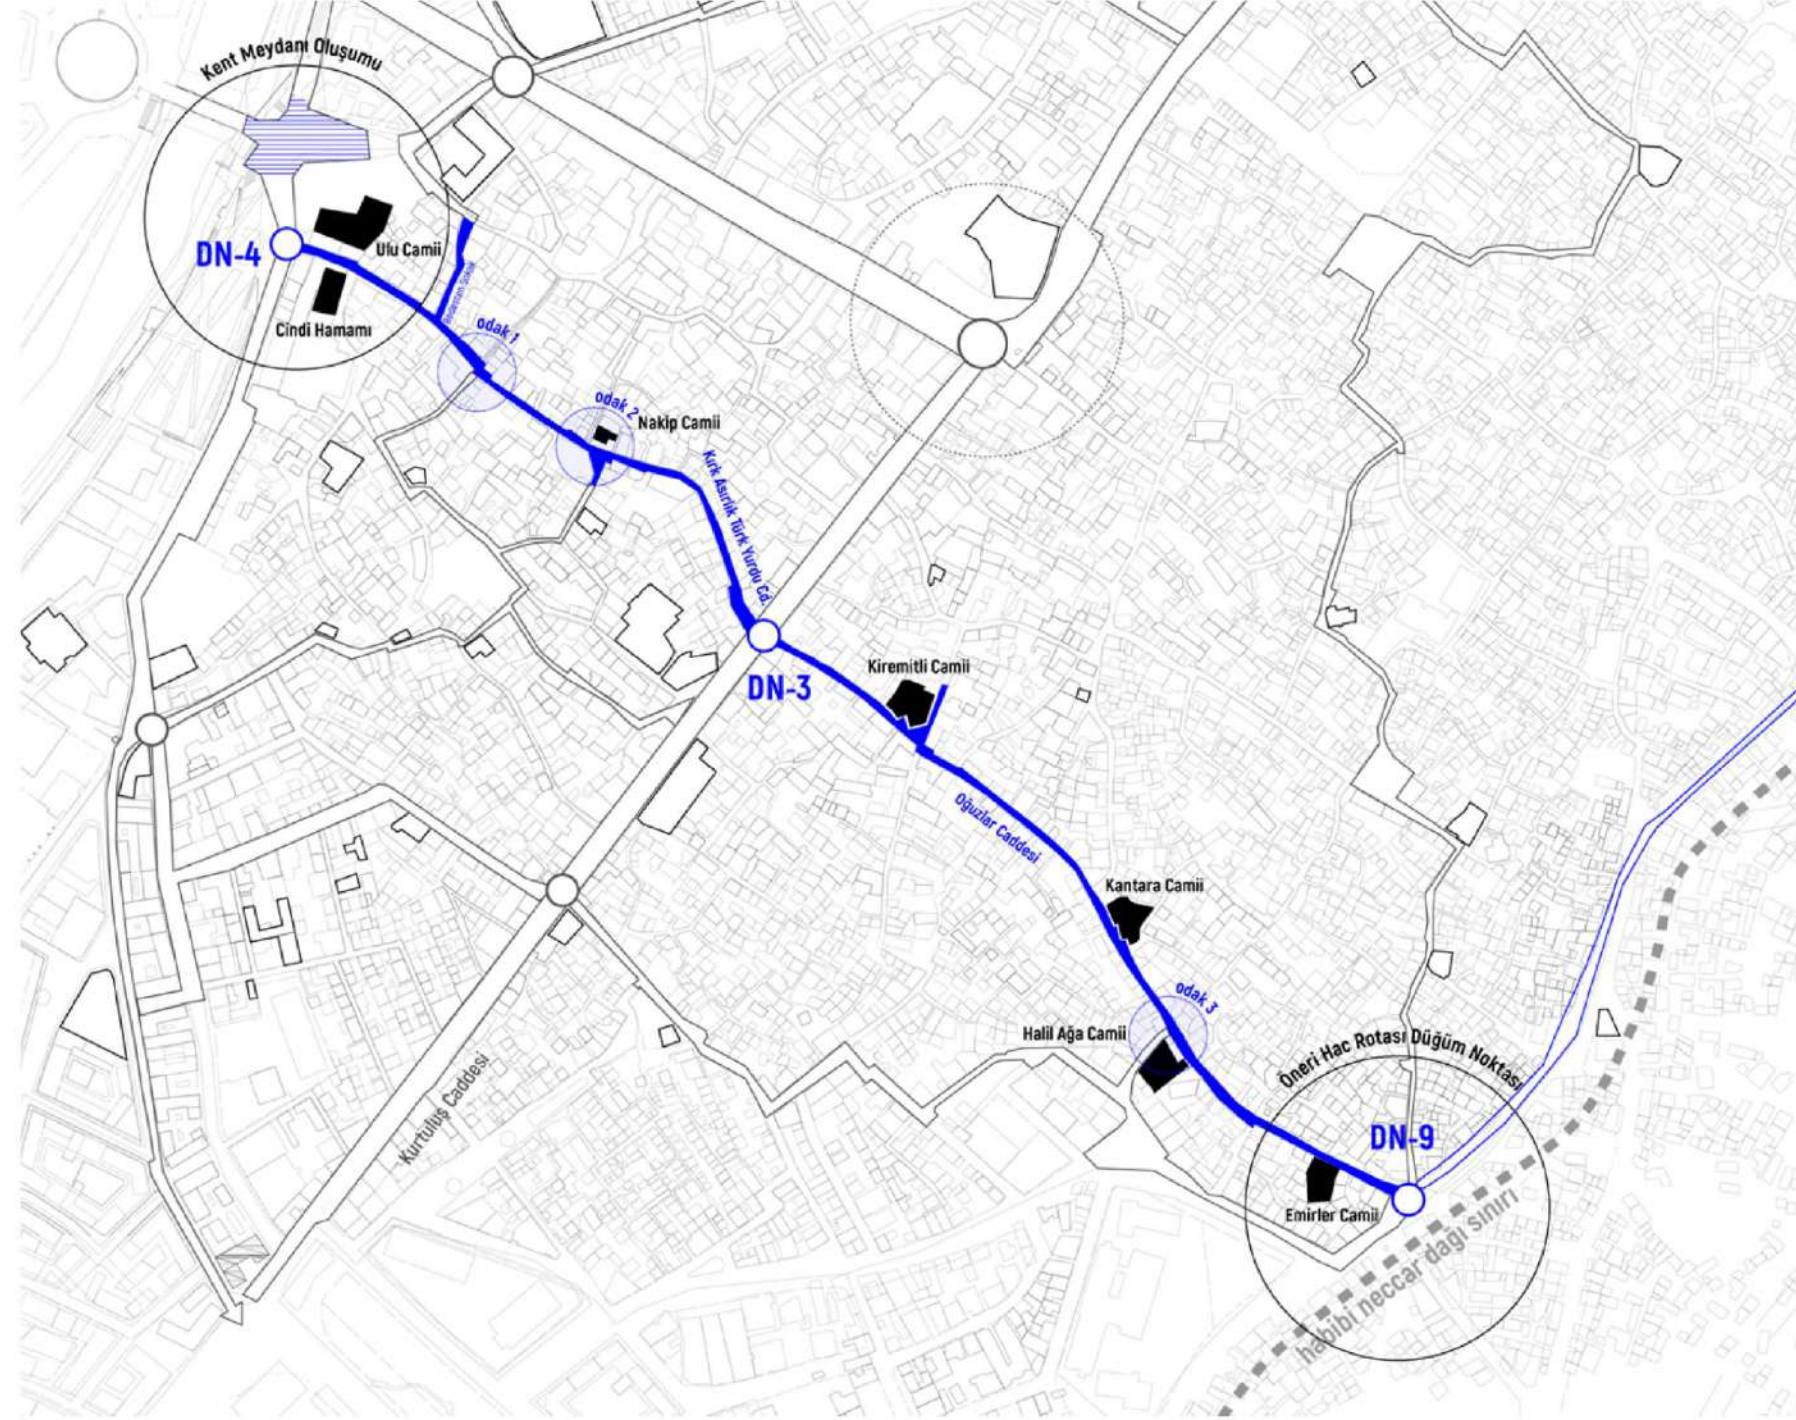 Kent Meydanı Oluşumu
DN-4
Ulu Camii
Cindi Hamamı
Bedesten Sokak
odak 1
odak 2
Nakip Camii
Kırk Asırlık Türk Yurdu Cd.
DN-3
Kiremitli Camii
Oğuzlar Caddesi
Kantara Camii
odak 3
Halil Ağa Camii
Öneri Hac Rotası Düğüm Noktası
DN-9
Emirler Camii
Kurtuluş Caddesi
habibi neccar dağı sınırı